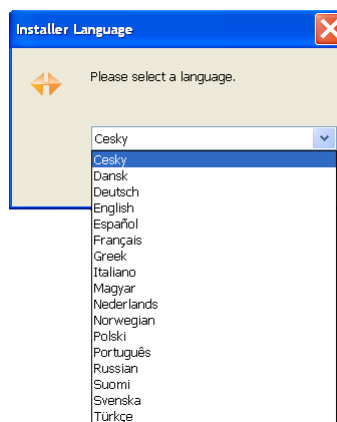 Installer Language
Please select a language.
Cesky
Cesky
Dansk
Deutsch
English
Español
Français
Greek
Italiano
Magyar
Nederlands
Norwegian
Polski
Português
Russian
Suomi
Svenska
Türkçe